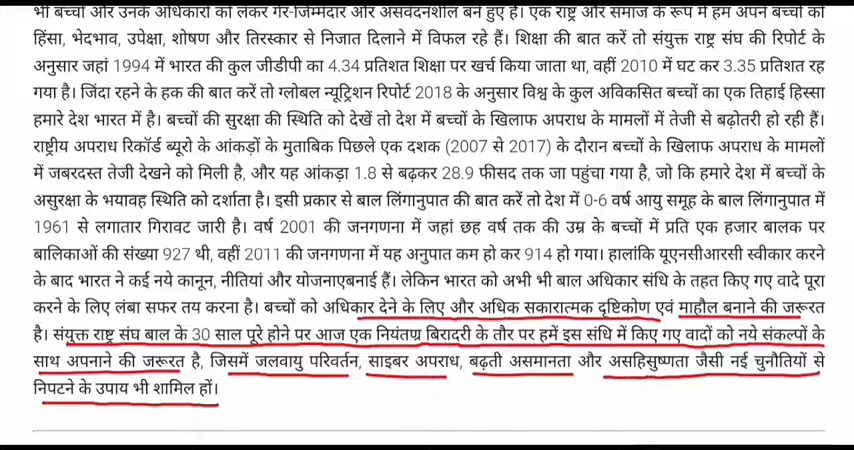 भी बच्चों और उनके अधिकारों को लेकर गैर-जिम्मेदार और असंवेदनशील बने हुए हैं। एक राष्ट्र और समाज के रूप में हम अपने बच्चों को
हिंसा, भेदभाव, उपेक्षा, शोषण और तिरस्कार से निजात दिलाने में विफल रहे हैं। शिक्षा की बात करें तो संयुक्त राष्ट्र संघ की रिपोर्ट के
अनुसार जहां 1994 में भारत की कुल जीडीपी का 4.34 प्रतिशत शिक्षा पर खर्च किया जाता था, वहीं 2010 में घट कर 3.35 प्रतिशत रह
गया है। जिंदा रहने के हक की बात करें तो ग्लोबल न्यूट्रिशन रिपोर्ट 2018 के अनुसार विश्व के कुल अविकसित बच्चों का एक तिहाई हिस्सा
हमारे देश भारत में है। बच्चों की सुरक्षा की स्थिति को देखें तो देश में बच्चों के खिलाफ अपराध के मामलों में तेजी से बढ़ोतरी हो रही हैं।
राष्ट्रीय अपराध रिकॉर्ड ब्यूरो के आंकड़ों के मुताबिक पिछले एक दशक (2007 से 2017) के दौरान बच्चों के खिलाफ अपराध के मामलों
में जबरदस्त तेजी देखने को मिली है, और यह आंकड़ा 1.8 से बढ़कर 28.9 फीसद तक जा पहुंचा गया है, जो कि हमारे देश में बच्चों के
असुरक्षा के भयावह स्थिति को दर्शाता है। इसी प्रकार से बाल लिंगानुपात की बात करें तो देश में 0-6 वर्ष आयु समूह के बाल लिंगानुपात में
1961 से लगातार गिरावट जारी है। वर्ष 2001 की जनगणना में जहां छह वर्ष तक की उम्र के बच्चों में प्रति एक हजार बालक पर
बालिकाओं की संख्या 927 थी, वहीं 2011 की जनगणना में यह अनुपात कम हो कर 914 हो गया। हालांकि यूएनसीआरसी स्वीकार करने
के बाद भारत ने कई नये कानून, नीतियां और योजनाएबनाई हैं। लेकिन भारत को अभी भी बाल अधिकार संधि के तहत किए गए वादे पूरा
करने के लिए लंबा सफर तय करना है। बच्चों को अधिकार देने के लिए और अधिक सकारात्मक दृष्टिकोण एवं माहौल बनाने की जरूरत
है। संयुक्त राष्ट्र संघ बाल के 30 साल पूरे होने पर आज एक नियंतण्र बिरादरी के तौर पर हमें इस संधि में किए गए वादों को नये संकल्पों के
साथ अपनाने की जरूरत है, जिसमें जलवायु परिवर्तन, साइबर अपराध, बढ़ती असमानता और असहिसुष्णता जैसी नई चुनौतियों से
निपटने के उपाय भी शामिल हों।